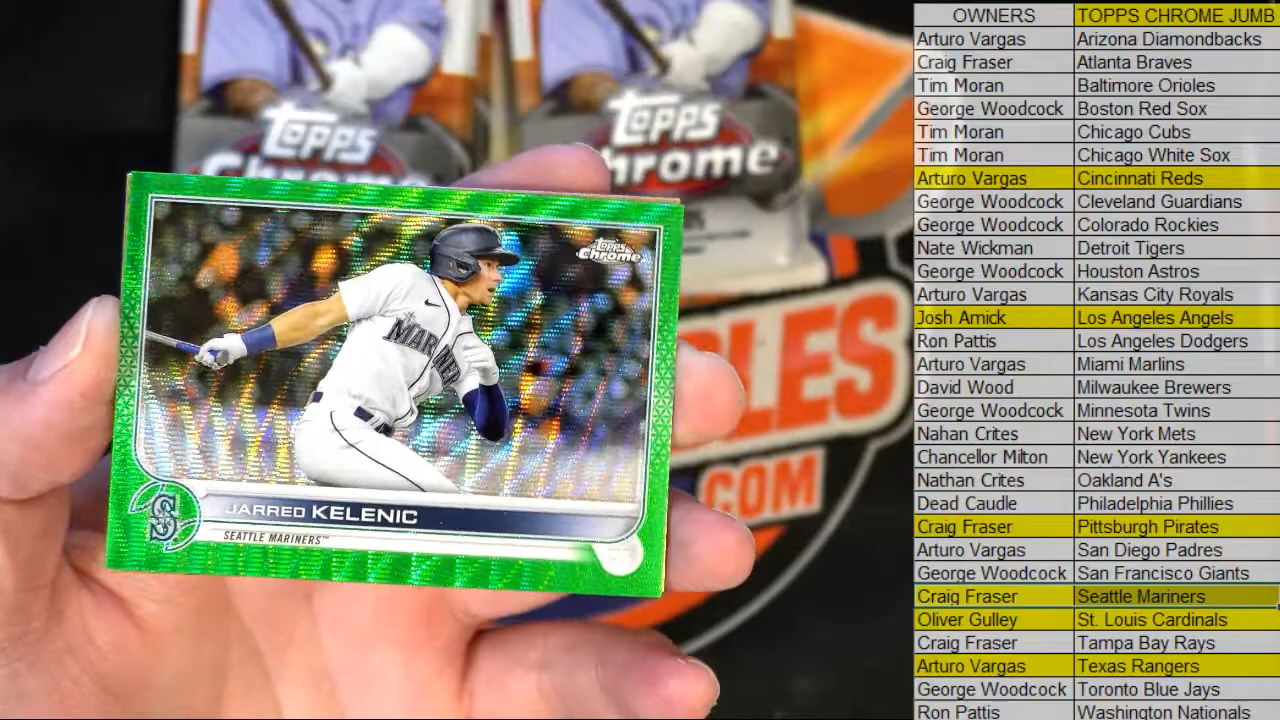 Topps
Chrome
Topps
Chrome
Topps
Chrome
MARINERS
S
JARRED KELENIC
SEATTLE MARINERS™
BLES
.COM
OWNERS TOPPS CHROME JUMB
Arturo Vargas Arizona Diamondbacks
Craig Fraser Atlanta Braves
Tim Moran Baltimore Orioles
George Woodcock Boston Red Sox
Tim Moran Chicago Cubs
Tim Moran Chicago White Sox
Arturo Vargas Cincinnati Reds
George Woodcock Cleveland Guardians
George Woodcock Colorado Rockies
Nate Wickman Detroit Tigers
George Woodcock Houston Astros
Arturo Vargas Kansas City Royals
Josh Amick Los Angeles Angels
Ron Pattis Los Angeles Dodgers
Arturo Vargas Miami Marlins
David Wood Milwaukee Brewers
George Woodcock Minnesota Twins
Nahan Crites New York Mets
Chancellor Milton New York Yankees
Nathan Crites Oakland A's
Dead Caudle Philadelphia Phillies
Craig Fraser Pittsburgh Pirates
Arturo Vargas San Diego Padres
George Woodcock San Francisco Giants
Craig Fraser Seattle Mariners
Oliver Gulley St. Louis Cardinals
Craig Fraser Tampa Bay Rays
Arturo Vargas Texas Rangers
George Woodcock Toronto Blue Jays
Ron Pattis Washington Nationals